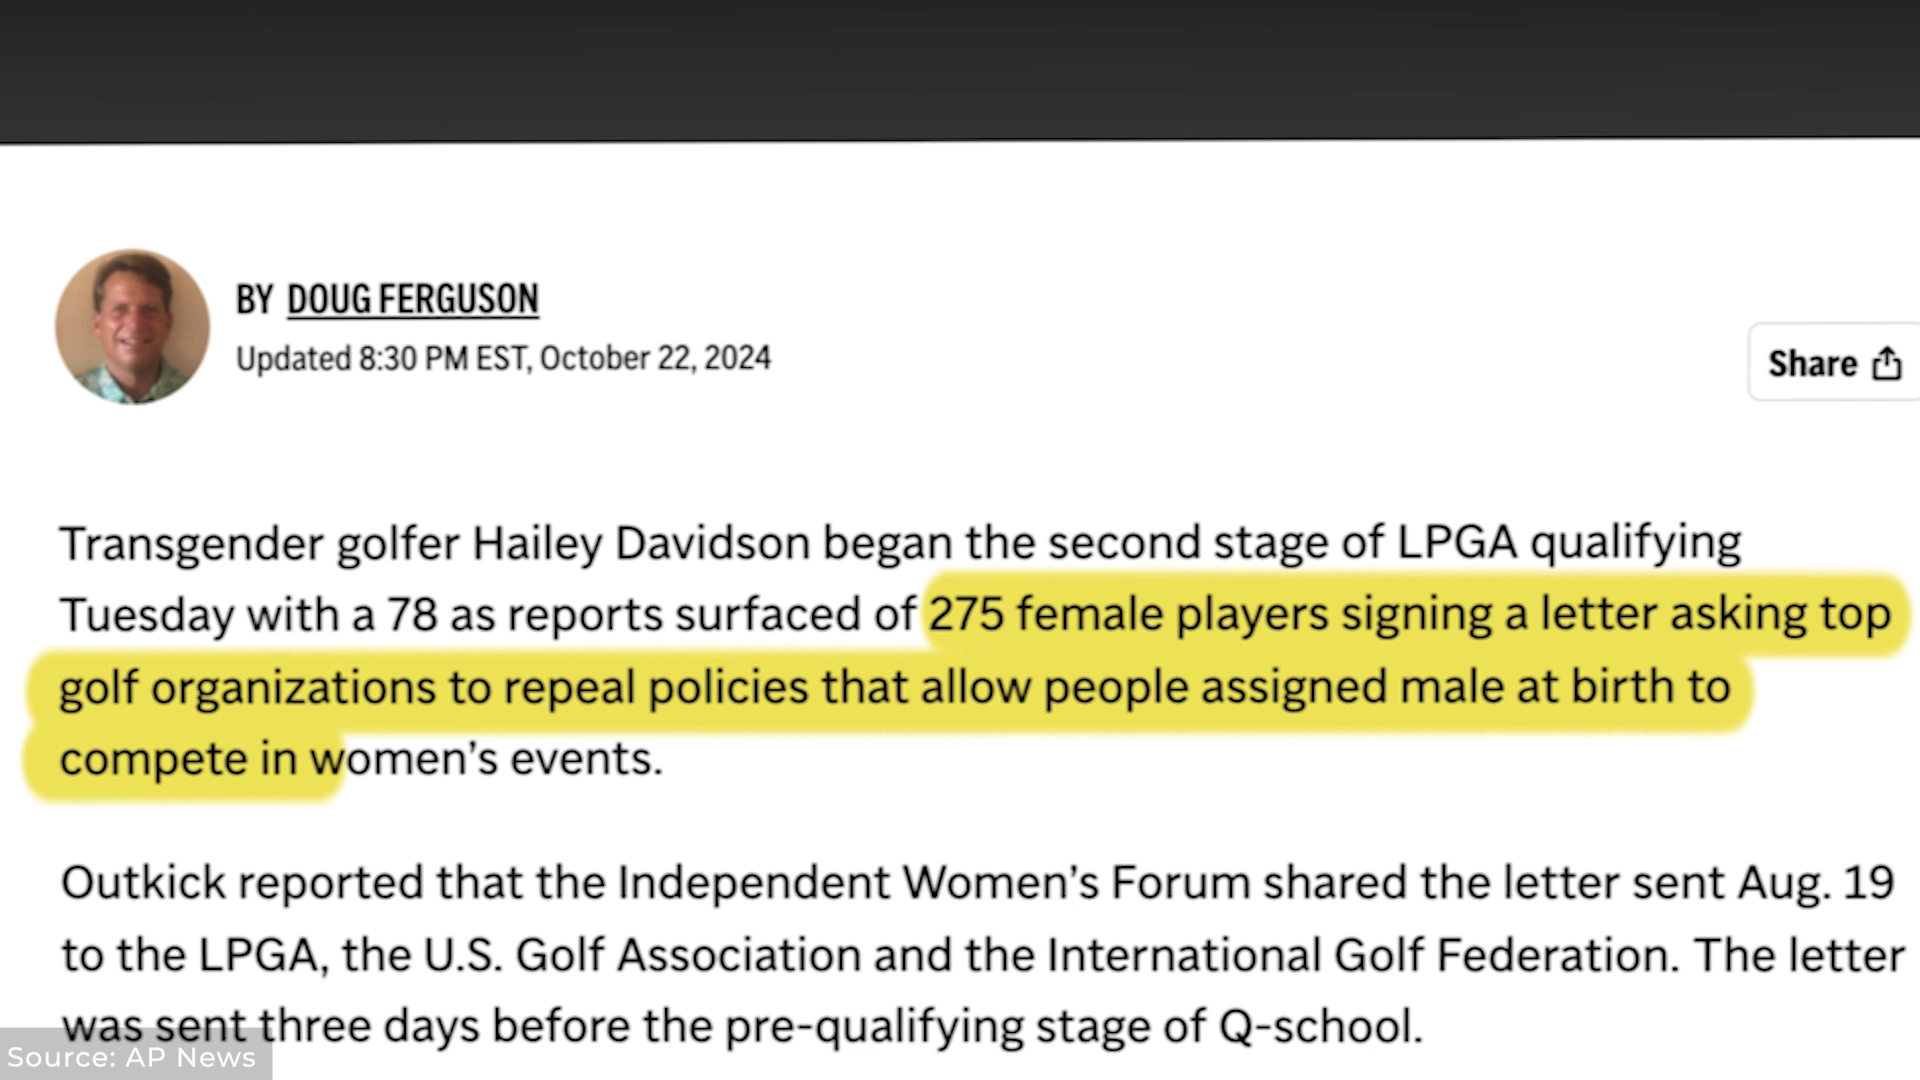 BY DOUG FERGUSON
Updated 8:30 PM EST, October 22, 2024
Share
Transgender golfer Hailey Davidson began the second stage of LPGA qualifying
Tuesday with a 78 as reports surfaced of 275 female players signing a letter asking top
golf organizations to repeal policies that allow people assigned male at birth to
compete in women's events.
Outkick reported that the Independent Women's Forum shared the letter sent Aug. 19
to the LPGA, the U.S. Golf Association and the International Golf Federation. The letter
was sent three days before the pre-qualifying stage of Q-school.
Source: AP News